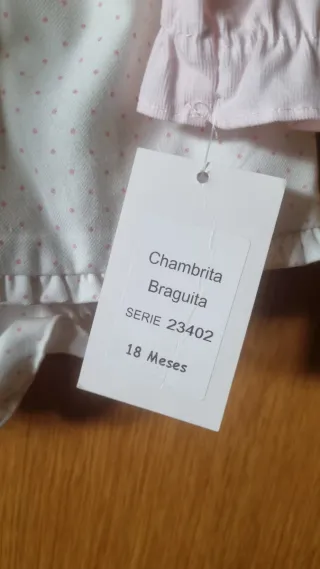 Chambrita
Braguita
SERIE 23402
18 Meses